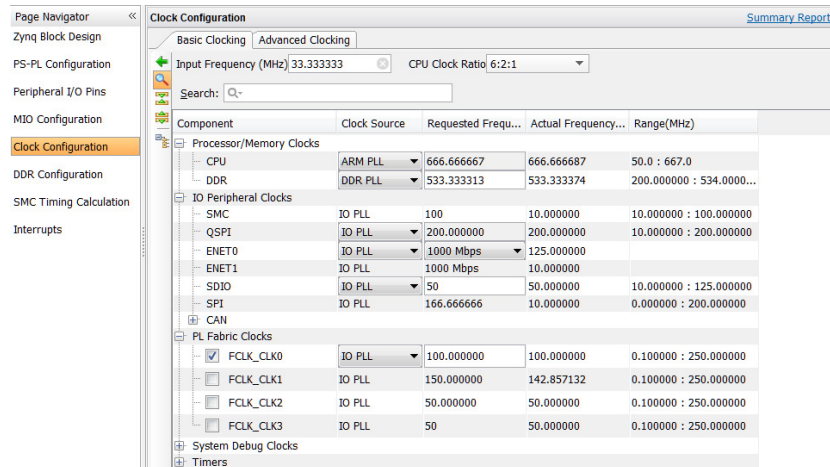 Page Navigator «
Zynq Block Design
PS-PL Configuration
Peripheral I/O Pins
MIO Configuration
Clock Configuration
DDR Configuration
SMC Timing Calculation
Interrupts
Clock Configuration Summary Report
Basic Clocking Advanced Clocking
Input Frequency (MHz) 33.333333 CPU Clock Ratio 6:2:1
Search:
Component Clock Source Requested Frequ... Actual Frequency... Range(MHz)
Processor/Memory Clocks
CPU ARM PLL 666.666667 666.666687 50.0 : 667.0
DDR DDR PLL 533.333313 533.333374 200.000000 : 534.0000...
IO Peripheral Clocks
SMC IO PLL 100 10.000000 10.000000 : 100.000000
QSPI IO PLL 200.000000 200.000000 10.000000 : 200.000000
ENET0 IO PLL 1000 Mbps 125.000000
ENET1 IO PLL 1000 Mbps 10.000000
SDIO IO PLL 50 50.000000 10.000000 : 125.000000
SPI IO PLL 166.666666 10.000000 0.000000 : 200.000000
CAN
PL Fabric Clocks
FCLK_CLK0 IO PLL 100.000000 100.000000 0.100000 : 250.000000
FCLK_CLK1 IO PLL 150.000000 142.857132 0.100000 : 250.000000
FCLK_CLK2 IO PLL 50.000000 50.000000 0.100000 : 250.000000
FCLK_CLK3 IO PLL 50 50.000000 0.100000 : 250.000000
System Debug Clocks
Timers